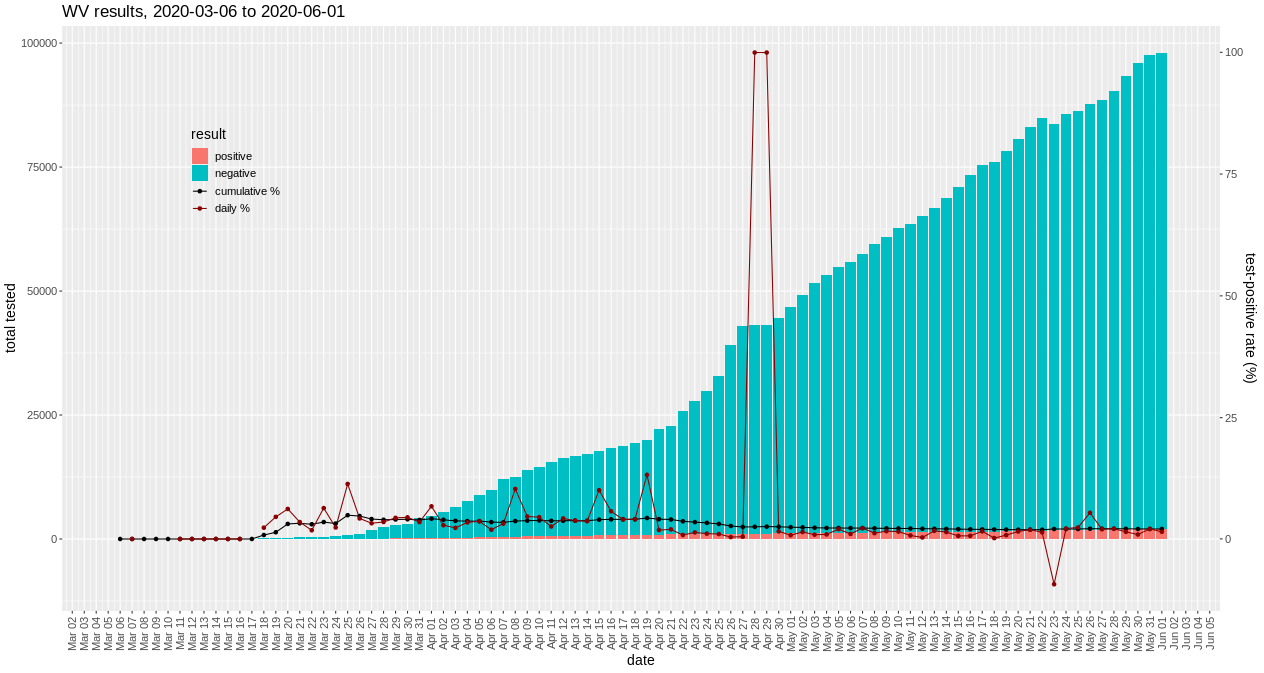 WV results, 2020-03-06 to 2020-06-01
total tested
100000
75000
50000
25000
0
result
positive
negative
cumulative %
daily %
100
75
50
25
0
test-positive rate (%)
Mar 02
Mar 03
Mar 04
Mar 05
Mar 06
Mar 07
Mar 08
Mar 09
Mar 10
Mar 11
Mar 12
Mar 13
Mar 14
Mar 15
Mar 16
Mar 17
Mar 18
Mar 19
Mar 20
Mar 21
Mar 22
Mar 23
Mar 24
Mar 25
Mar 26
Mar 27
Mar 28
Mar 29
Mar 30
Mar 31
Apr 01
Apr 02
Apr 03
Apr 04
Apr 05
Apr 06
Apr 07
Apr 08
Apr 09
Apr 10
Apr 11
Apr 12
Apr 13
Apr 14
Apr 15
Apr 16
Apr 17
Apr 18
Apr 19
Apr 20
Apr 21
Apr 22
Apr 23
Apr 24
Apr 25
Apr 26
Apr 27
Apr 28
Apr 29
Apr 30
May 01
May 02
May 03
May 04
May 05
May 06
May 07
May 08
May 09
May 10
May 11
May 12
May 13
May 14
May 15
May 16
May 17
May 18
May 19
May 20
May 21
May 22
May 23
May 24
May 25
May 26
May 27
May 28
May 29
May 30
May 31
Jun 01
Jun 02
Jun 03
Jun 04
Jun 05
date